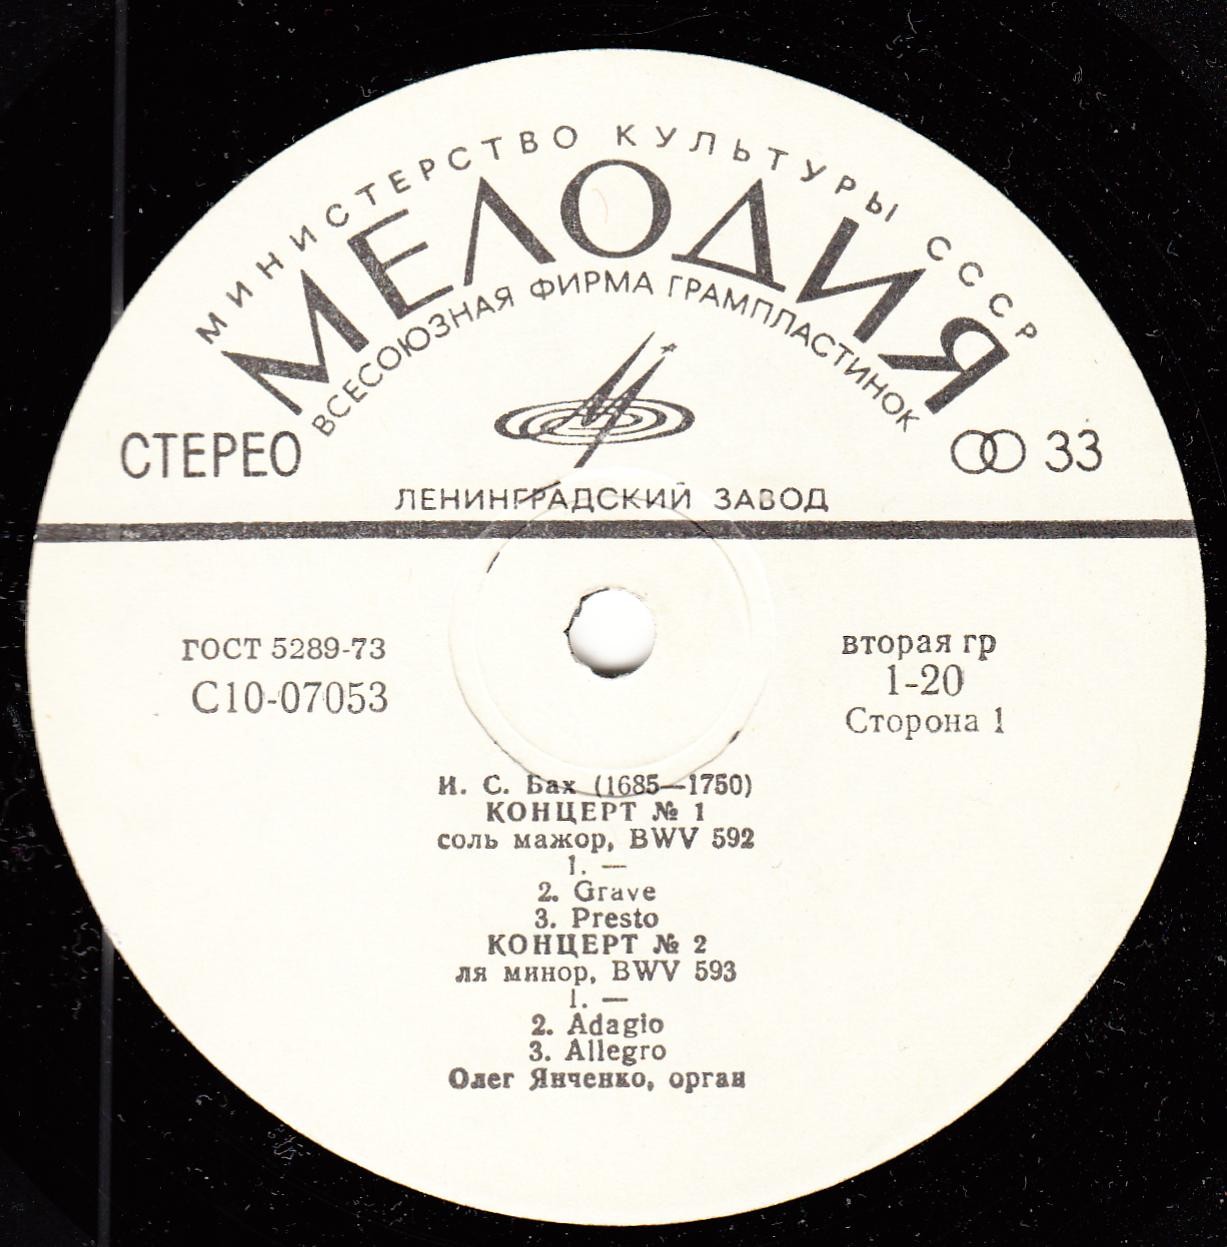 МИНИСТЕРСТВО КУЛЬТУРЫ СССР
МЕЛОДИЯ
ВСЕСОЮЗНАЯ ФИРМА ГРАМПЛАСТИНОК
СТЕРЕО
33
ЛЕНИНГРАДСКИЙ ЗАВОД
ГОСТ 5289-73
С10-07053
вторая гр
1-20
Сторона 1
И. С. Бах (1685—1750)
КОНЦЕРТ № 1
соль мажор, BWV 592
1. —
2. Grave
3. Presto
КОНЦЕРТ № 2
ля минор, BWV 593
1. —
2. Adagio
3. Allegro
Олег Янченко, орган